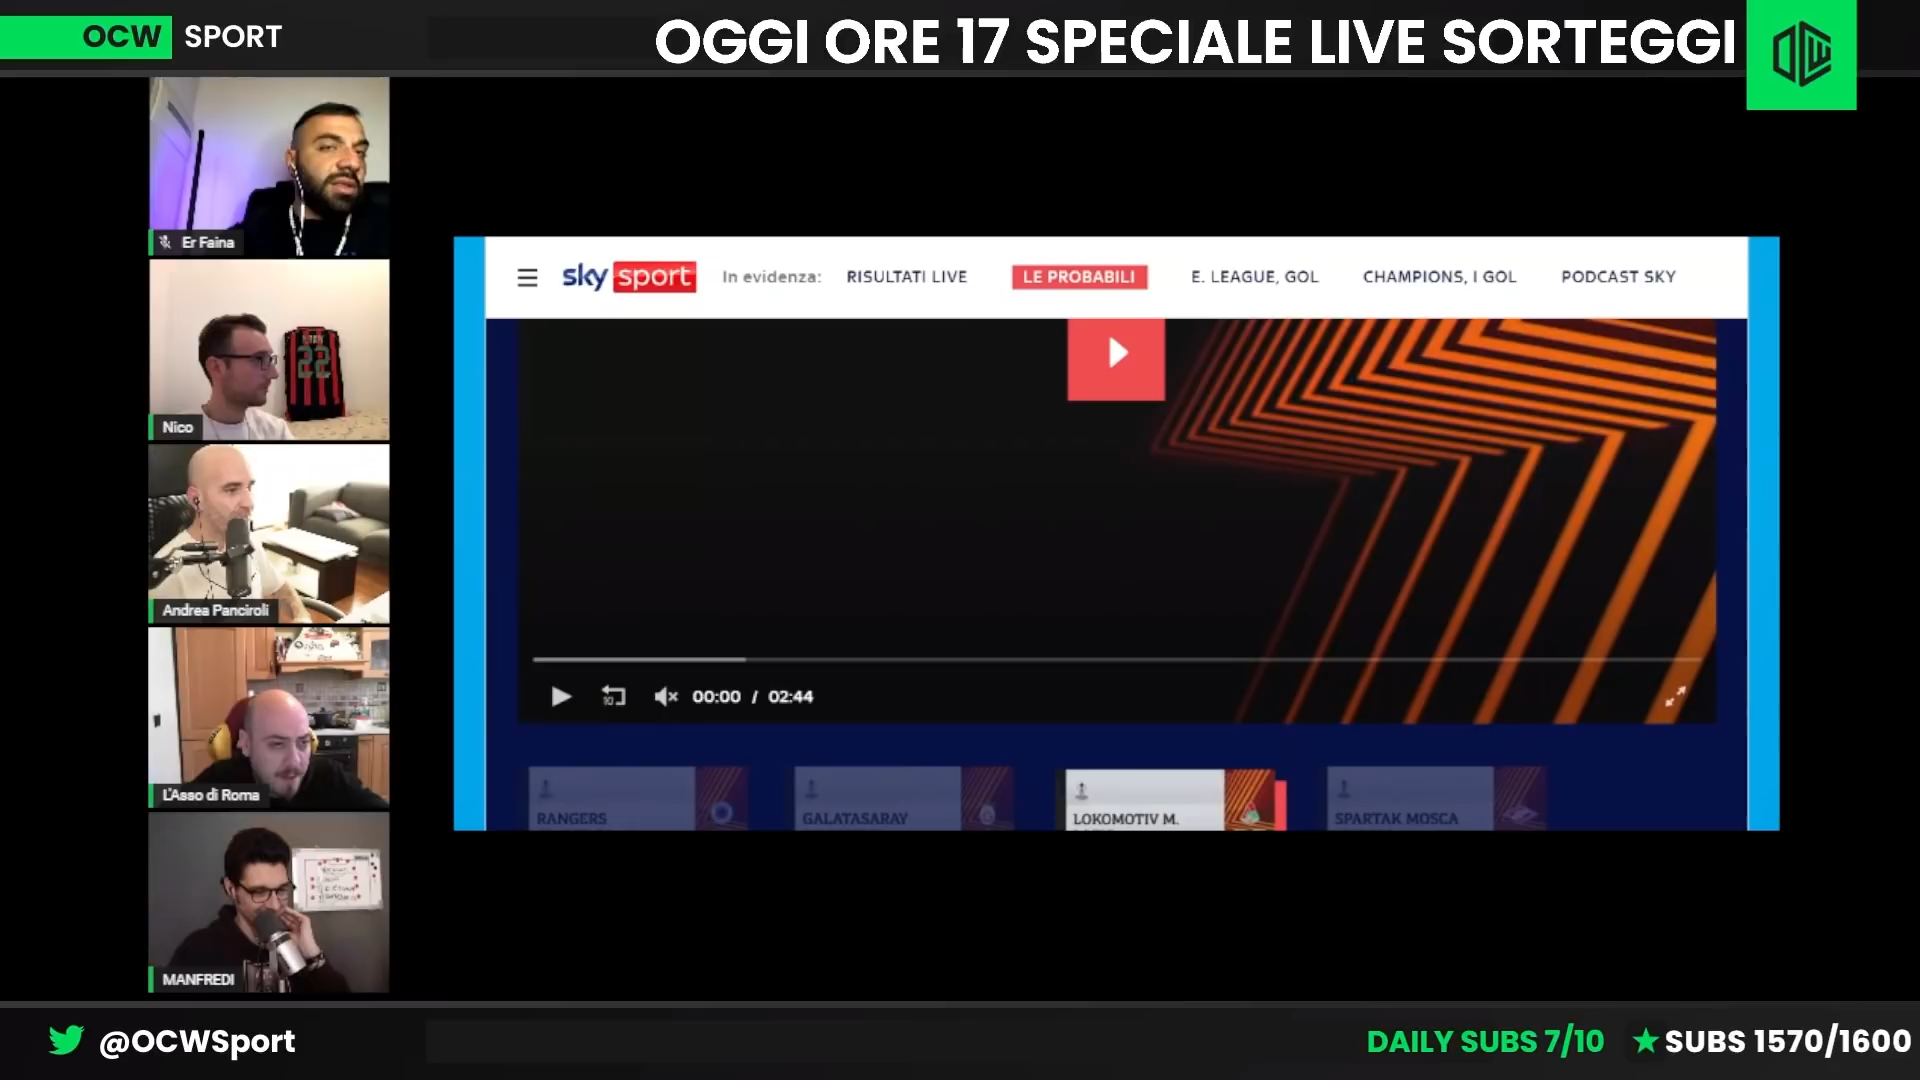 OCW SPORT
OGGI ORE 17 SPECIALE LIVE SORTEGGI
Er Faina
Nico
22
Andrea Panciroli
L'Asso di Roma
MANFREDI
sky sport
In evidenza:
RISULTATI LIVE
LE PROBABILI
E. LEAGUE, GOL
CHAMPIONS, I GOL
PODCAST SKY
10
00:00 / 02:44
RANGERS
GALATASARAY
LOKOMOTIV M.
SPARTAK MOSCA
@OCWSport
DAILY SUBS 7/10
SUBS 1570/1600